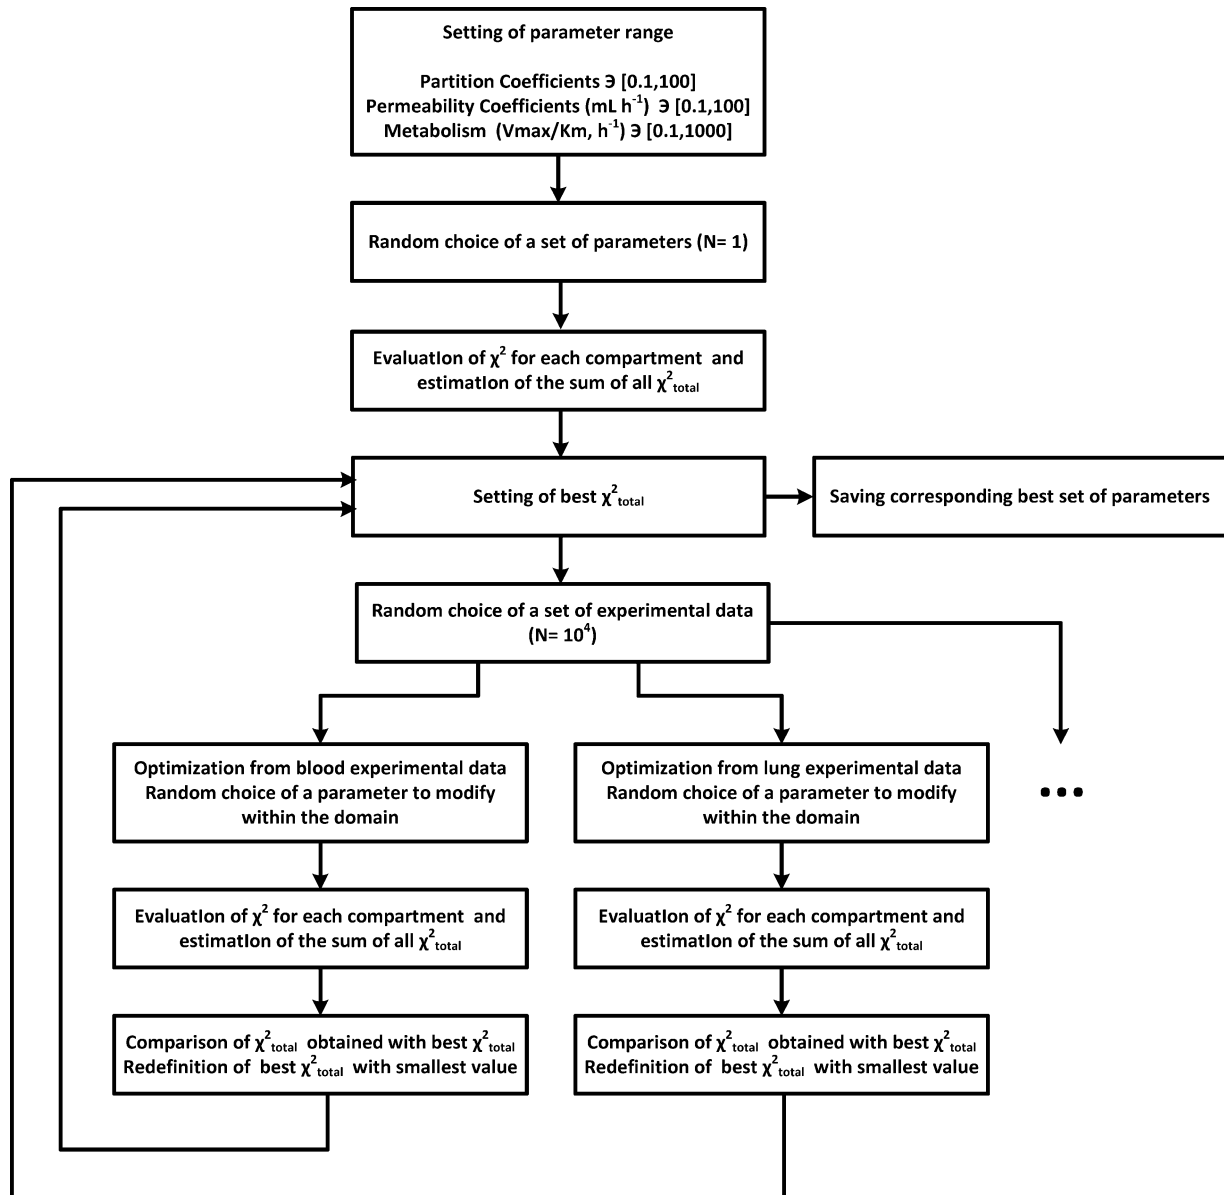 Setting of parameter range
Partition Coefficients Э [0.1,100]
Permeability Coefficients (mL h⁻¹) Э [0.1,100]
Metabolism (Vmax/Km, h⁻¹) Э [0.1,1000]
Random choice of a set of parameters (N= 1)
EvaluatIon of χ² for each compartment and
estimatIon of the sum of all χ²total
Setting of best χ²total
Saving corresponding best set of parameters
Random choice of a set of experimental data
(N= 10⁴)
Optimization from blood experimental data
Random choice of a parameter to modify
within the domain
Optimization from lung experimental data
Random choice of a parameter to modify
within the domain
...
EvaluatIon of χ² for each compartment and
estimatIon of the sum of all χ²total
EvaluatIon of χ² for each compartment and
estimatIon of the sum of all χ²total
Comparison of χ²total obtained with best χ²total
Redefinition of best χ²total with smallest value
Comparison of χ²total obtained with best χ²total
Redefinition of best χ²total with smallest value